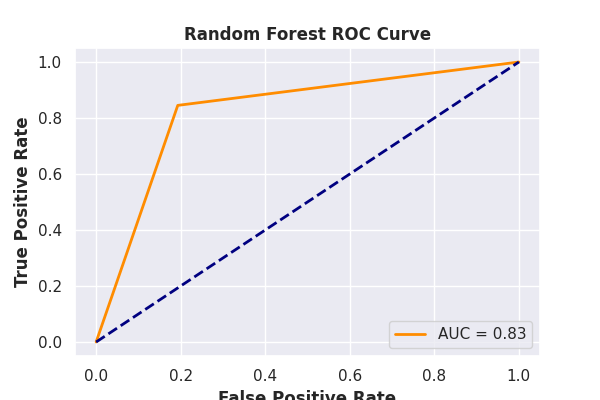 Random Forest ROC Curve
True Positive Rate
1.0
0.8
0.6
0.4
0.2
0.0
AUC = 0.83
0.0 0.2 0.4 0.6 0.8 1.0
False Positive Rate